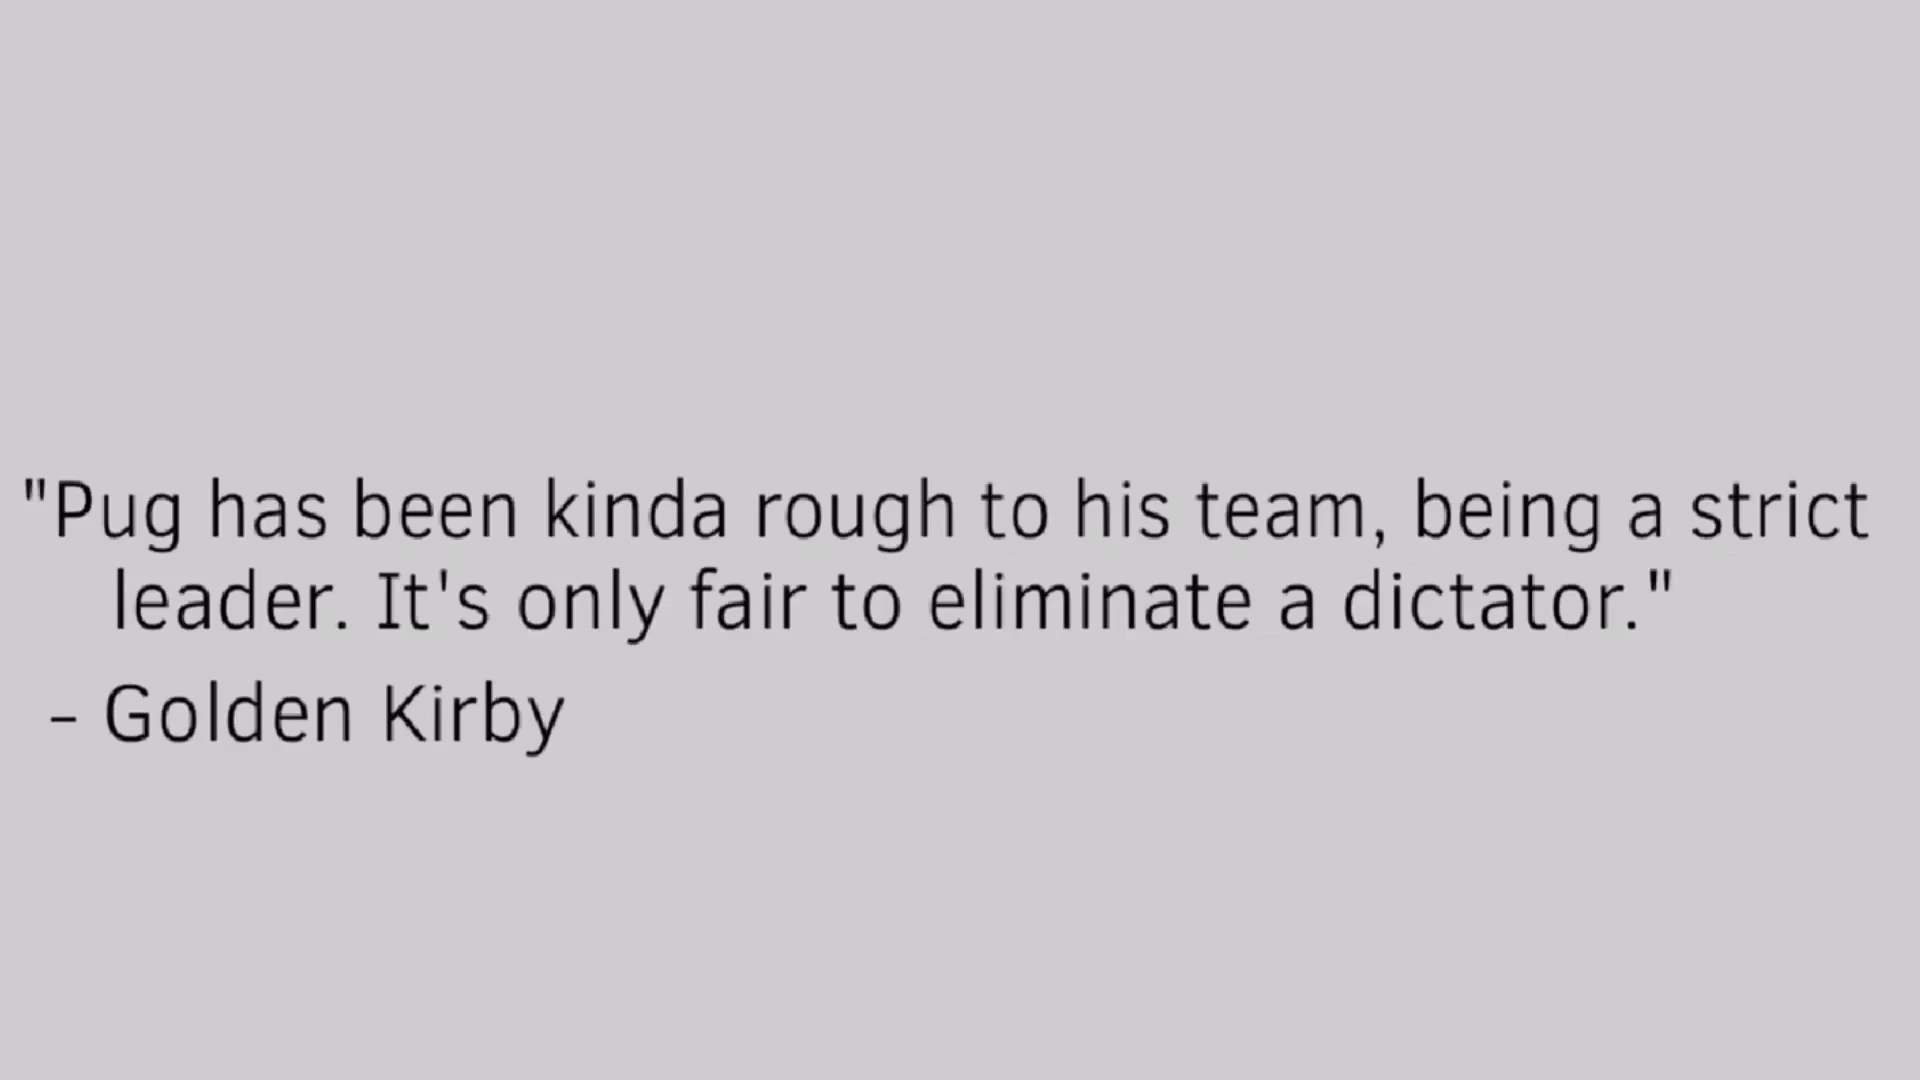 "Pug has been kinda rough to his team, being a strict
leader. It's only fair to eliminate a dictator."
- Golden Kirby